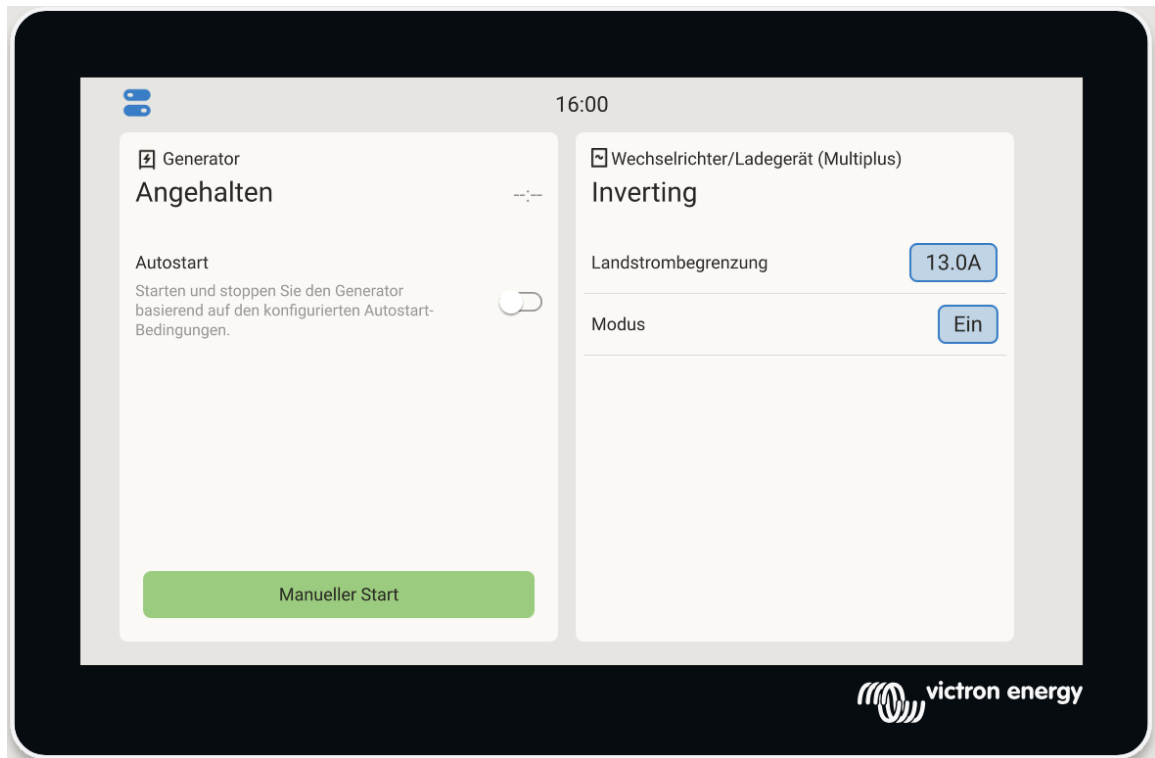 16:00
Generator
Angehalten
--:--
Autostart
Starten und stoppen Sie den Generator
basierend auf den konfigurierten Autostart-
Bedingungen.
Manueller Start
Wechselrichter/Ladegerät (Multiplus)
Inverting
Landstrombegrenzung
13.0A
Modus
Ein
victron energy